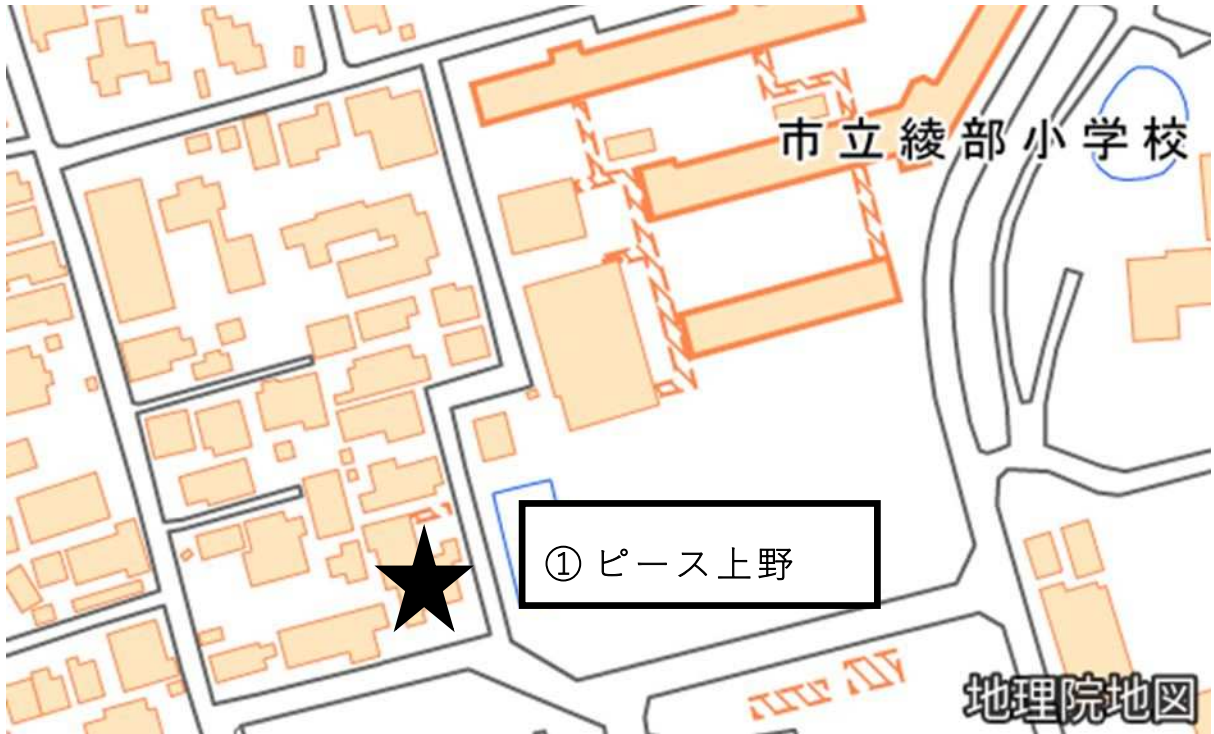 市立綾部小学校
① ピース上野
地理院地図